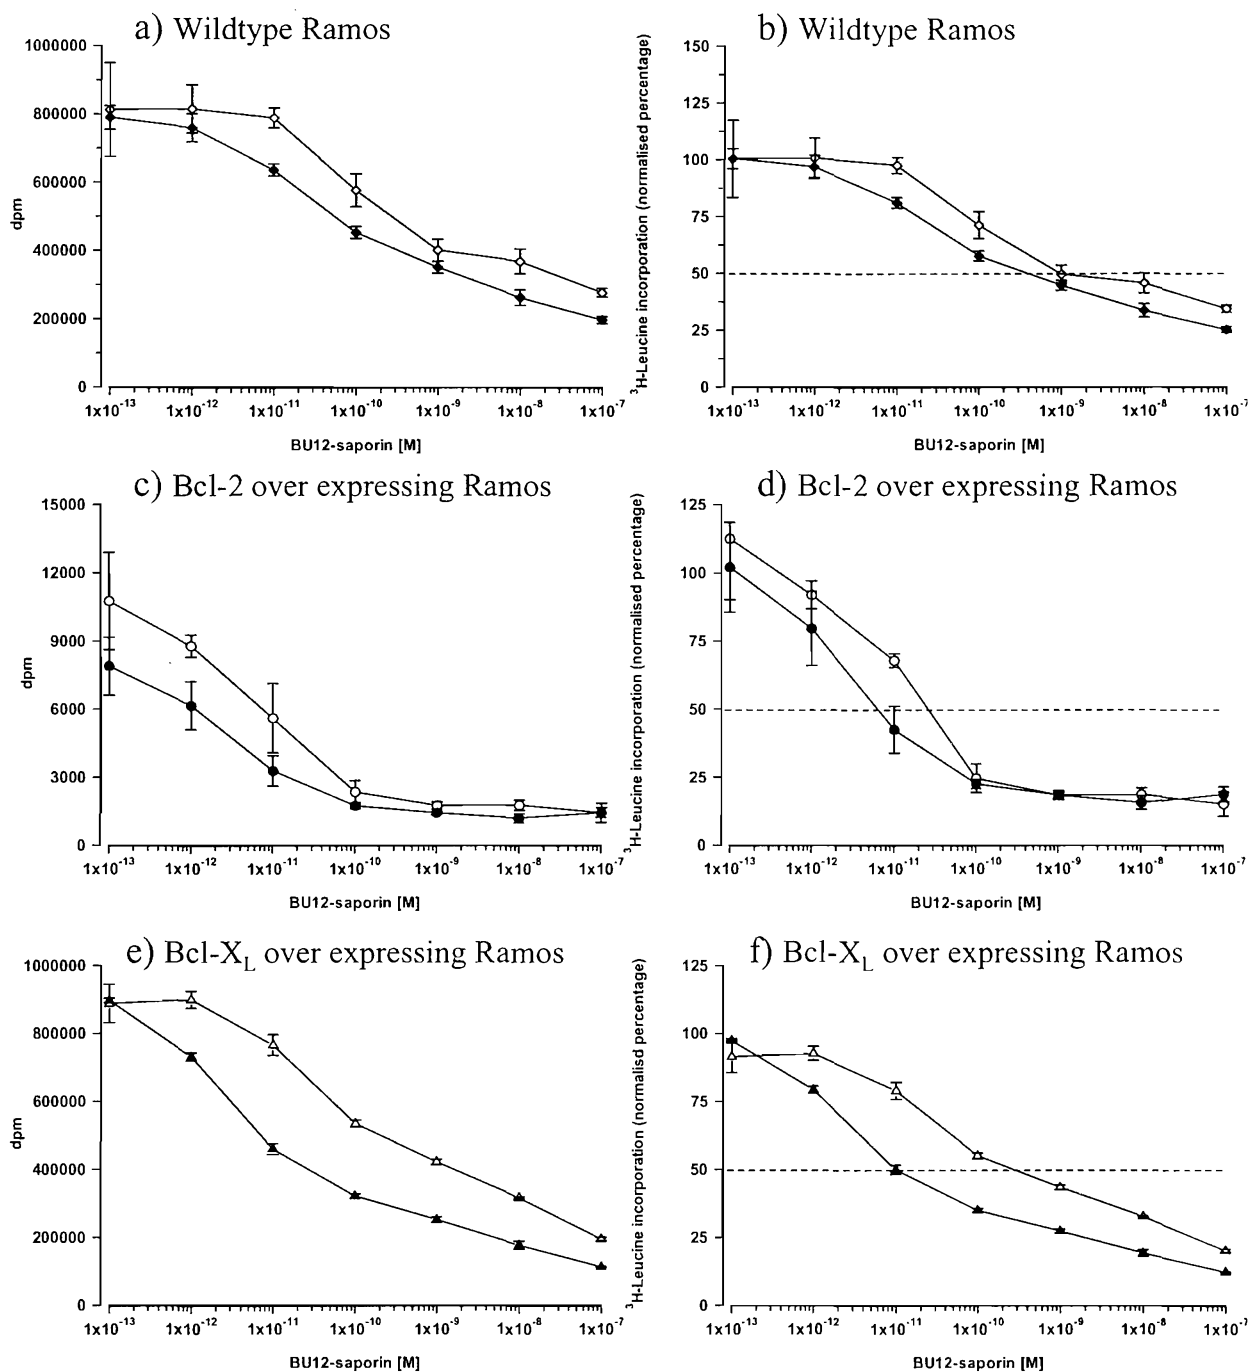 a) Wildtype Ramos
1000000
800000
600000
400000
200000
0
dpm
1x10⁻¹³ 1x10⁻¹² 1x10⁻¹¹ 1x10⁻¹⁰ 1x10⁻⁹ 1x10⁻⁸ 1x10⁻⁷
BU12-saporin [M]
b) Wildtype Ramos
150
125
100
75
50
25
0
³H-Leucine incorporation (normalised percentage)
1x10⁻¹³ 1x10⁻¹² 1x10⁻¹¹ 1x10⁻¹⁰ 1x10⁻⁹ 1x10⁻⁸ 1x10⁻⁷
BU12-saporin [M]
c) Bcl-2 over expressing Ramos
15000
12000
9000
6000
3000
0
dpm
1x10⁻¹³ 1x10⁻¹² 1x10⁻¹¹ 1x10⁻¹⁰ 1x10⁻⁹ 1x10⁻⁸ 1x10⁻⁷
BU12-saporin [M]
d) Bcl-2 over expressing Ramos
125
100
75
50
25
0
³H-Leucine incorporation (normalised percentage)
1x10⁻¹³ 1x10⁻¹² 1x10⁻¹¹ 1x10⁻¹⁰ 1x10⁻⁹ 1x10⁻⁸ 1x10⁻⁷
BU12-saporin [M]
e) Bcl-X_L over expressing Ramos
1000000
800000
600000
400000
200000
0
dpm
1x10⁻¹³ 1x10⁻¹² 1x10⁻¹¹ 1x10⁻¹⁰ 1x10⁻⁹ 1x10⁻⁸ 1x10⁻⁷
BU12-saporin [M]
f) Bcl-X_L over expressing Ramos
125
100
75
50
25
0
³H-Leucine incorporation (normalisd percentage)
1x10⁻¹³ 1x10⁻¹² 1x10⁻¹¹ 1x10⁻¹⁰ 1x10⁻⁹ 1x10⁻⁸ 1x10⁻⁷
BU12-saporin [M]